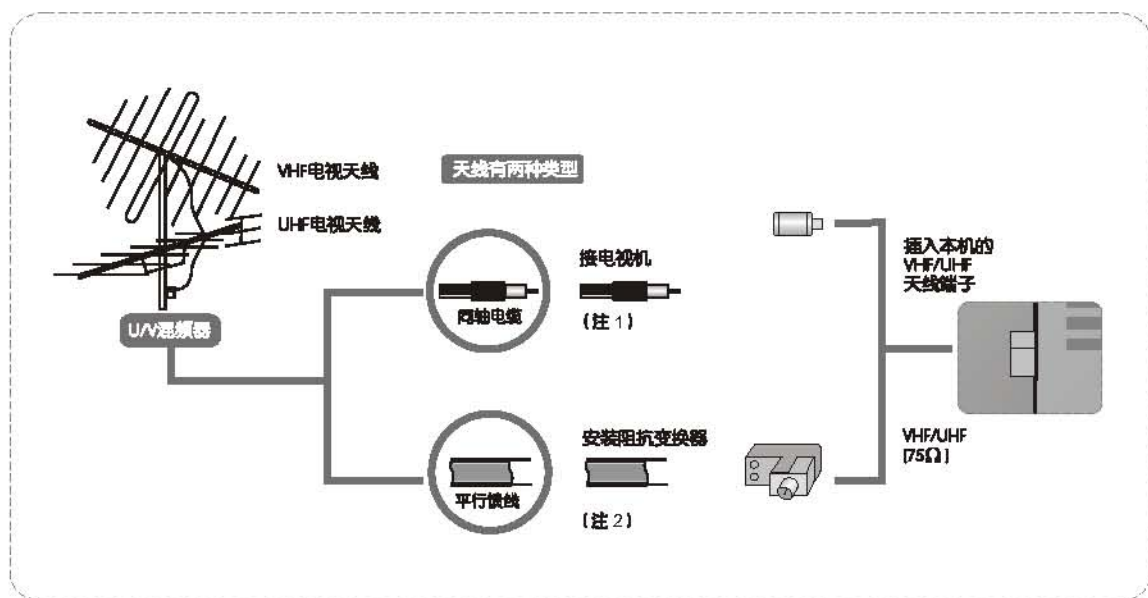 VHF电视天线
UHF电视天线
U/V混频器
天线有两种类型
同轴电缆
接电视机
(注 1)
平行馈线
安装阻抗变换器
(注 2)
插入本机的
VHF/UHF
天线端子
VHF/UHF
(75Ω)